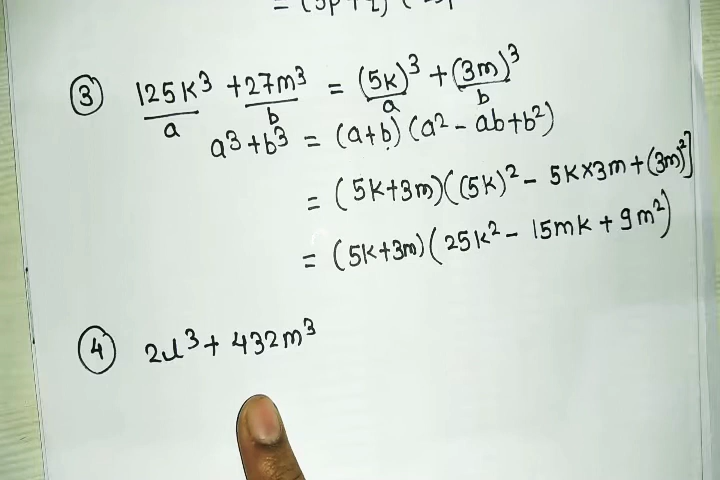 ③ 125k³ + 27m³ = (5k)³ + (3m)³
a b a b
a³+b³ = (a+b) (a² - ab+b²)
= (5k+3m)((5k)² - 5k×3m+(3m)²]
= (5k+3m)(25k² - 15mk + 9m²)
④ 2l³ + 432m³